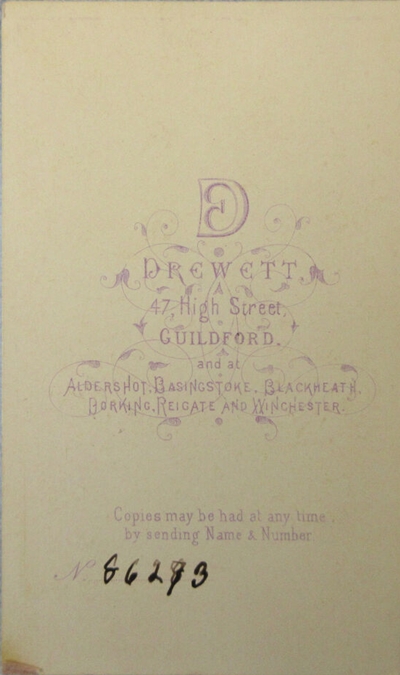 D
DREWETT,
47, High Street,
GUILDFORD.
and at
ALDERSHOT, BASINGSTOKE, BLACKHEATH,
DORKING, REIGATE AND WINCHESTER.
Copies may be had at any time,
by sending Name & Number
No. 86273